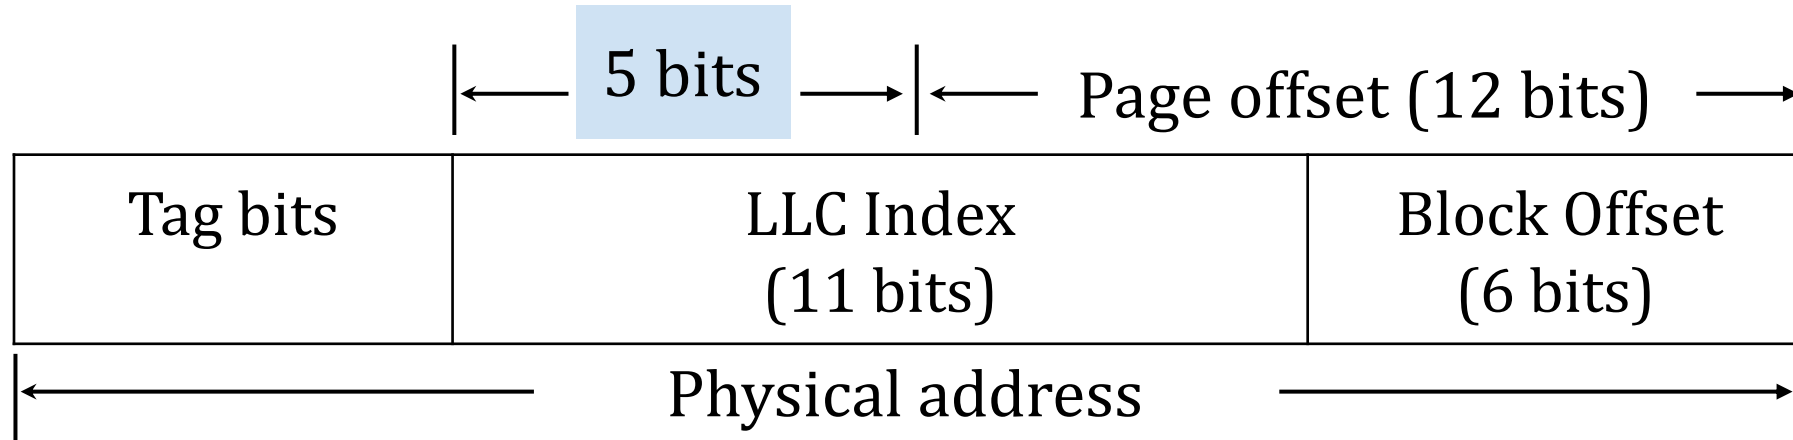 5 bits
Page offset (12 bits)
Tag bits
LLC Index
(11 bits)
Block Offset
(6 bits)
Physical address